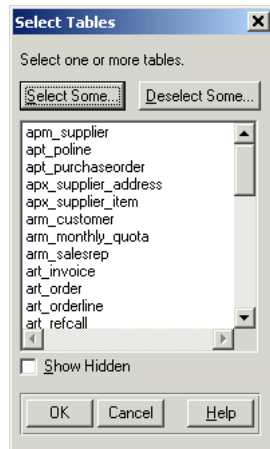 Select Tables
Select one or more tables.
Select Some...
Deselect Some...
apm_supplier
apt_poline
apt_purchaseorder
apx_supplier_address
apx_supplier_item
arm_customer
arm_monthly_quota
arm_salesrep
art_invoice
art_order
art_orderline
art_refcall
Show Hidden
OK
Cancel
Help